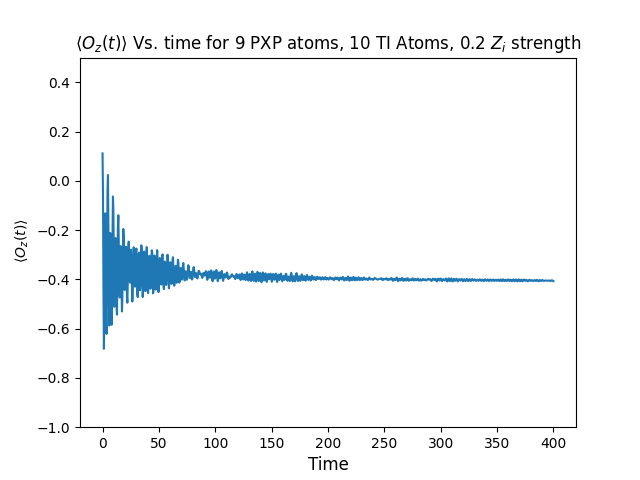 ⟨O_z(t)⟩ Vs. time for 9 PXP atoms, 10 TI Atoms, 0.2 Z_i strength
0.4
0.2
0.0
−0.2
−0.4
−0.6
−0.8
−1.0
⟨O_z(t)⟩
0 50 100 150 200 250 300 350 400
Time